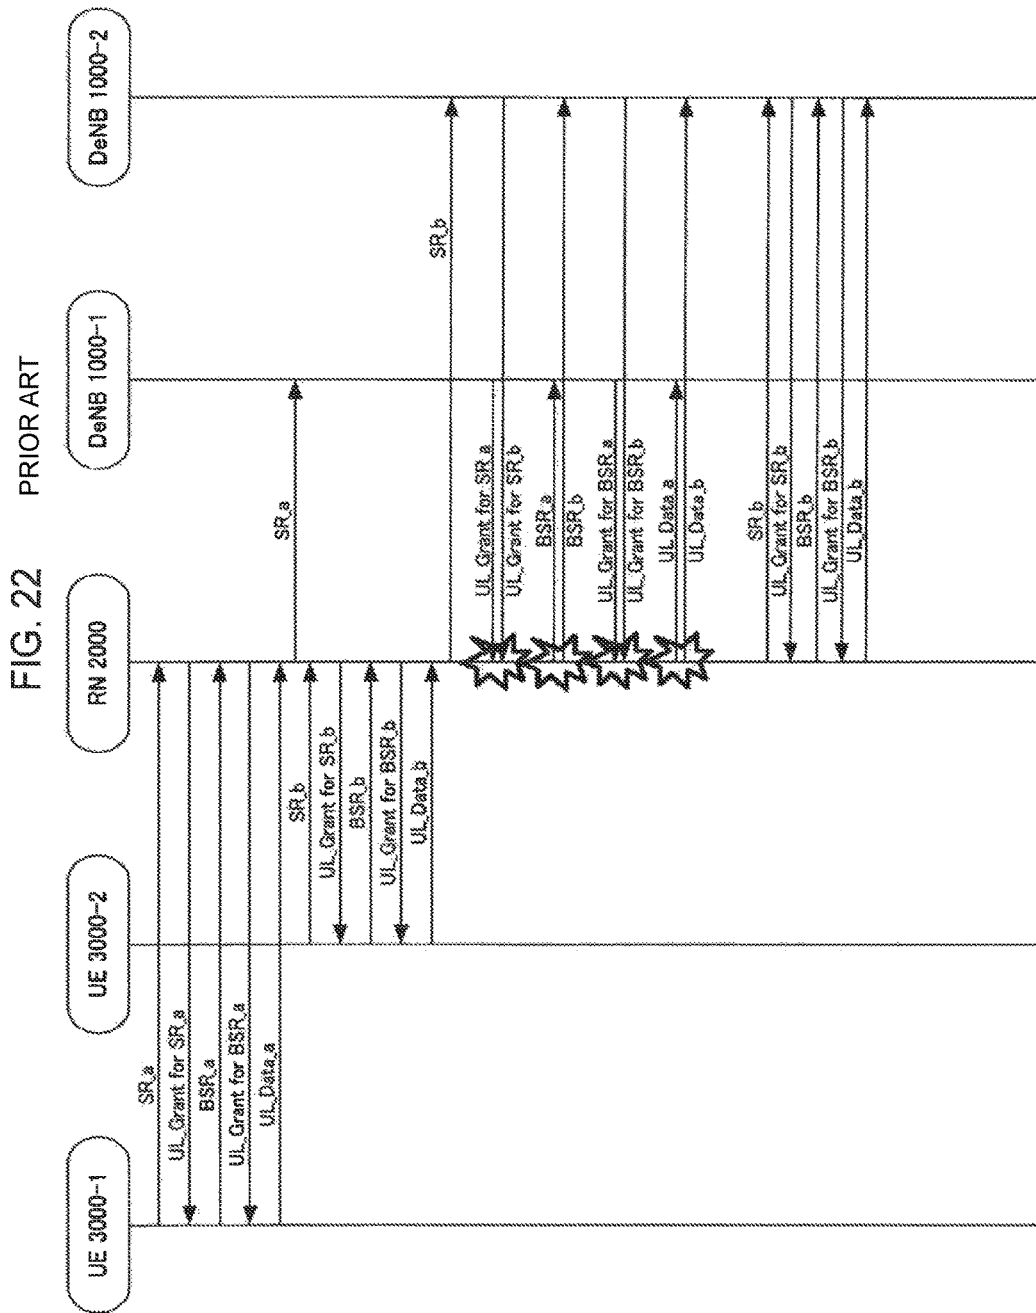 FIG. 22 PRIOR ART
UE 3000-1
UE 3000-2
RN 2000
DeNB 1000-1
DeNB 1000-2
SR_a
UL_Grant for SR_a
BSR_a
UL_Grant for BSR_a
UL_Data_a
SR_a
SR_b
UL_Grant for SR_b
BSR_b
UL_Grant for BSR_b
UL_Data_b
SR_b
UL_Grant for SR_a
UL_Grant for SR_b
BSR_a
BSR_b
UL_Grant for BSR_a
UL_Grant for BSR_b
UL_Data_a
UL_Data_b
SR_b
UL_Grant for SR_b
BSR_b
UL_Grant for BSR_b
UL_Data_b